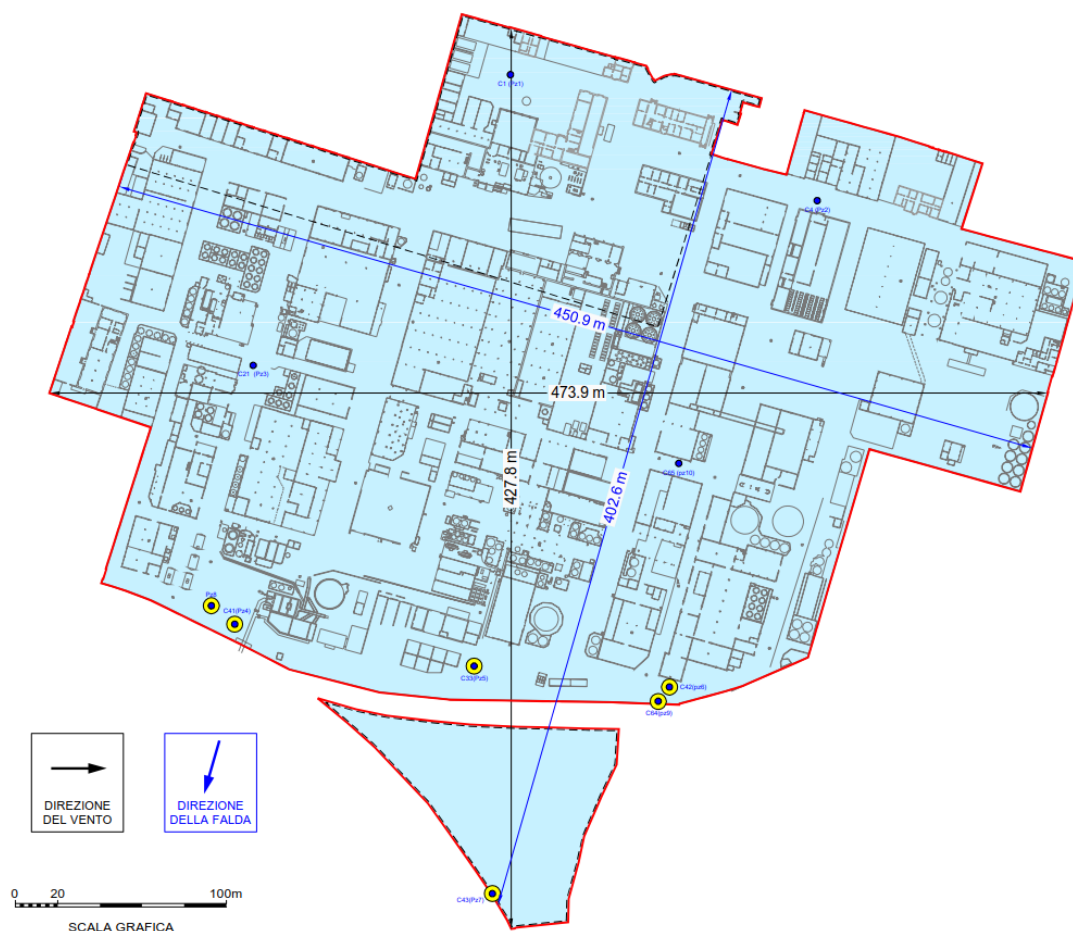 C1 (Pz1)
C4 (Pz2)
450.9 m
C21 (Pz3)
473.9 m
427.8 m
C65 (pz10)
402.6 m
Pz8
C41(Pz4)
C33(Pz5)
C42(pz6)
C64(pz9)
DIREZIONE
DEL VENTO
DIREZIONE
DELLA FALDA
C43(Pz7)
0 20 100m
SCALA GRAFICA